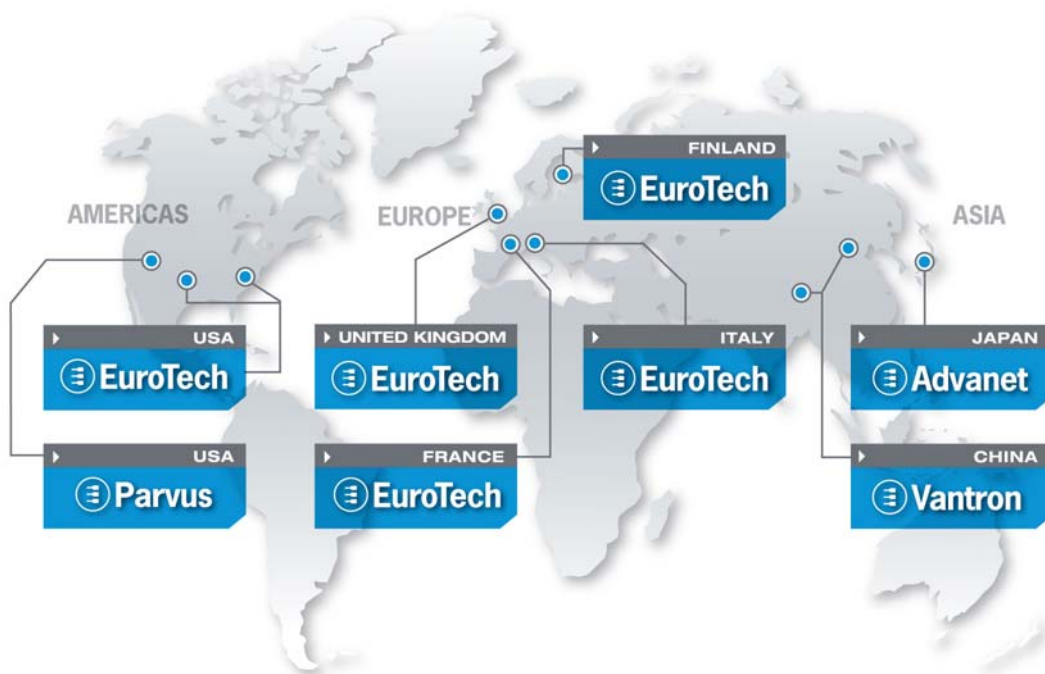 FINLAND
EuroTech
AMERICAS
EUROPE
ASIA
USA
EuroTech
UNITED KINGDOM
EuroTech
ITALY
EuroTech
JAPAN
Advanet
USA
Parvus
FRANCE
EuroTech
CHINA
Vantron